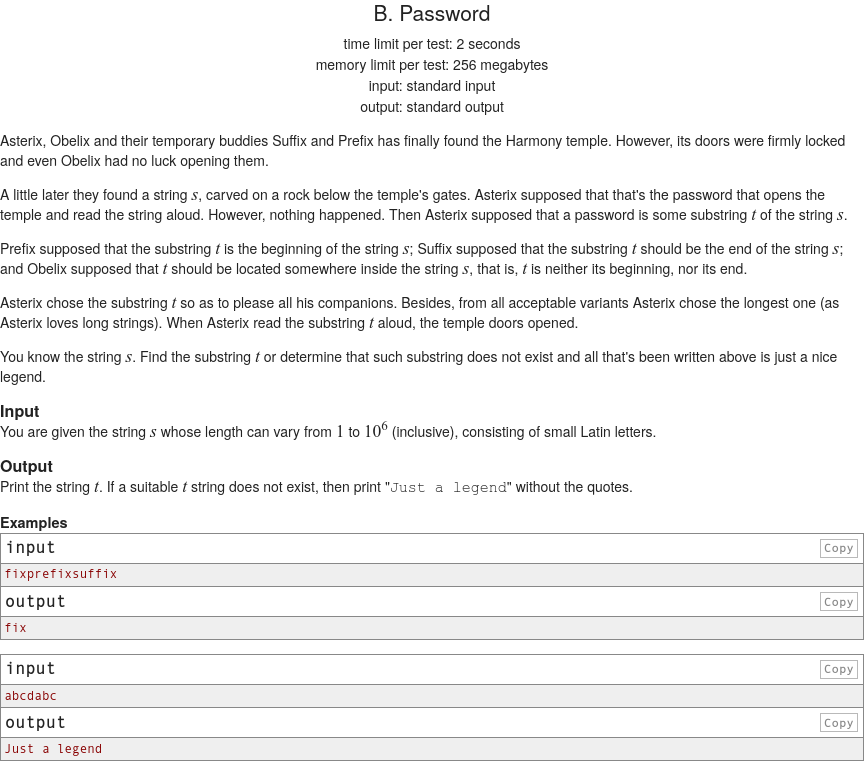 B. Password
time limit per test: 2 seconds
memory limit per test: 256 megabytes
input: standard input
output: standard output
Asterix, Obelix and their temporary buddies Suffix and Prefix has finally found the Harmony temple. However, its doors were firmly locked
and even Obelix had no luck opening them.
A little later they found a string s, carved on a rock below the temple's gates. Asterix supposed that that's the password that opens the
temple and read the string aloud. However, nothing happened. Then Asterix supposed that a password is some substring t of the string s.
Prefix supposed that the substring t is the beginning of the string s; Suffix supposed that the substring t should be the end of the string s;
and Obelix supposed that t should be located somewhere inside the string s, that is, t is neither its beginning, nor its end.
Asterix chose the substring t so as to please all his companions. Besides, from all acceptable variants Asterix chose the longest one (as
Asterix loves long strings). When Asterix read the substring t aloud, the temple doors opened.
You know the string s. Find the substring t or determine that such substring does not exist and all that's been written above is just a nice
legend.
Input
You are given the string s whose length can vary from 1 to 10^6 (inclusive), consisting of small Latin letters.
Output
Print the string t. If a suitable t string does not exist, then print "Just a legend" without the quotes.
Examples
input Copy
fixprefixsuffix
output Copy
fix
input Copy
abcdabc
output Copy
Just a legend